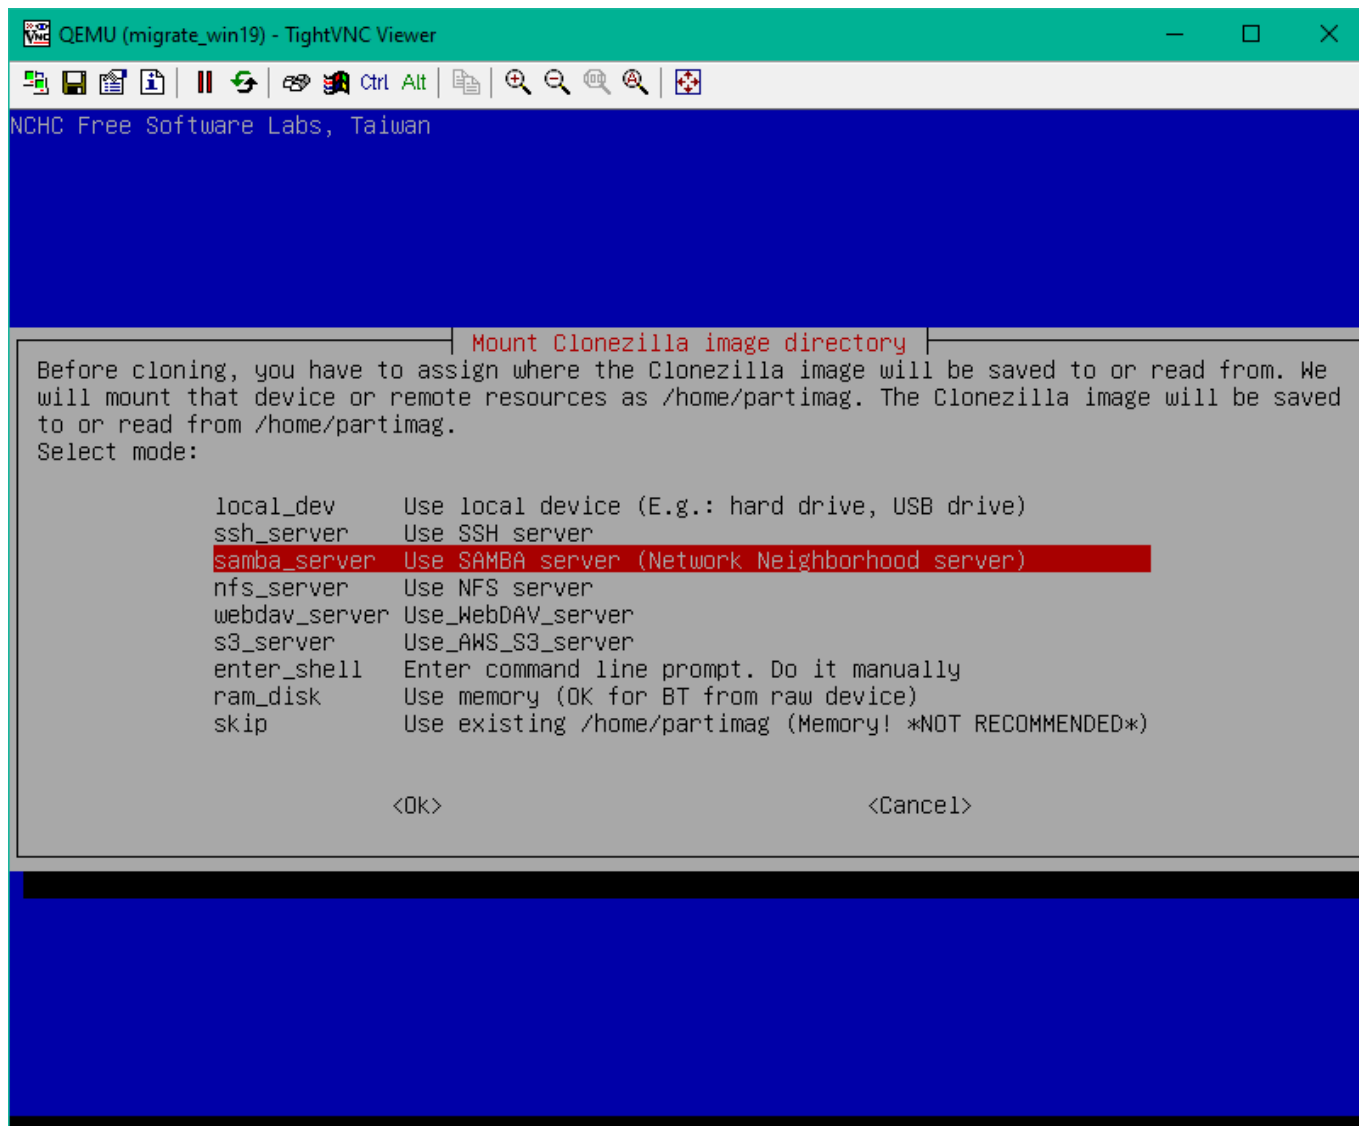 QEMU (migrate_win19) - TightVNC Viewer
Ctrl Alt
NCHC Free Software Labs, Taiwan
Mount Clonezilla image directory
Before cloning, you have to assign where the Clonezilla image will be saved to or read from. We
will mount that device or remote resources as /home/partimag. The Clonezilla image will be saved
to or read from /home/partimag.
Select mode:
local_dev Use local device (E.g.: hard drive, USB drive)
ssh_server Use SSH server
samba_server Use SAMBA server (Network Neighborhood server)
nfs_server Use NFS server
webdav_server Use_WebDAV_server
s3_server Use_AWS_S3_server
enter_shell Enter command line prompt. Do it manually
ram_disk Use memory (OK for BT from raw device)
skip Use existing /home/partimag (Memory! *NOT RECOMMENDED*)
<Ok> <Cancel>